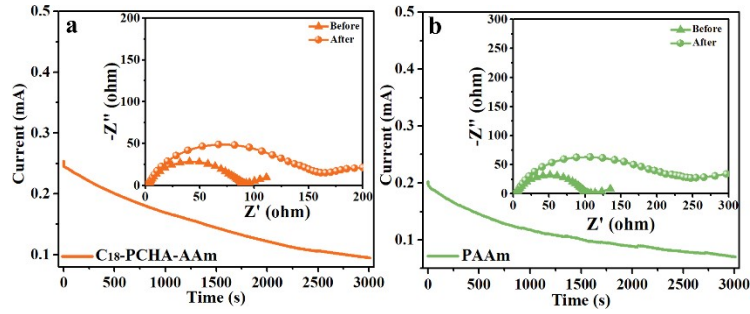 a
Current (mA)
0.5
0.4
0.3
0.2
0.1
0 500 1000 1500 2000 2500 3000
Time (s)
C₁₈-PCHA-AAm
-Z'' (ohm)
200
150
100
50
0
0 50 100 150 200
Z' (ohm)
Before
After
b
Current (mA)
0.5
0.4
0.3
0.2
0.1
0 500 1000 1500 2000 2500 3000
Time (s)
PAAm
-Z'' (ohm)
300
250
200
150
100
50
0
0 50 100 150 200 250 300
Z' (ohm)
Before
After